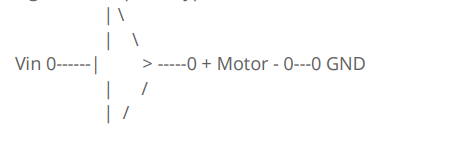 | \
| \
Vin 0------| > -----0 + Motor - 0---0 GND
| /
| /